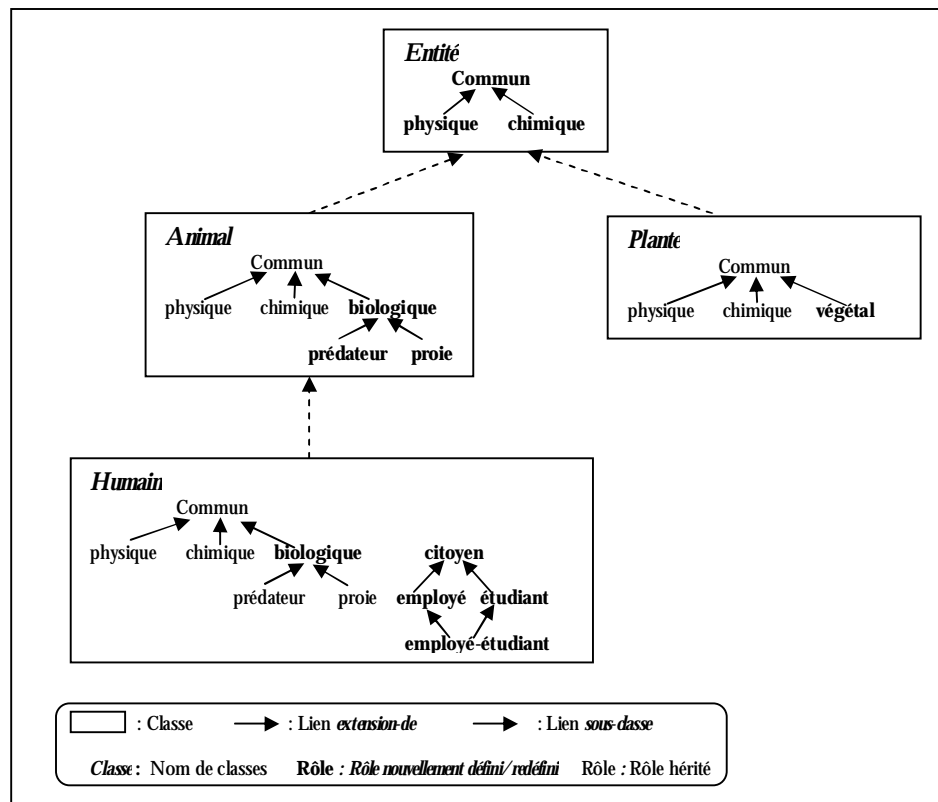 Entité
Commun
physique chimique
Animal
Commun
physique chimique biologique
prédateur proie
Plante
Commun
physique chimique végétal
Humain
Commun
physique chimique biologique citoyen
prédateur proie employé étudiant
employé-étudiant
: Classe : Lien extension-de : Lien sous-classe
Classe : Nom de classes Rôle : Rôle nouvellement défini/redéfini Rôle : Rôle hérité